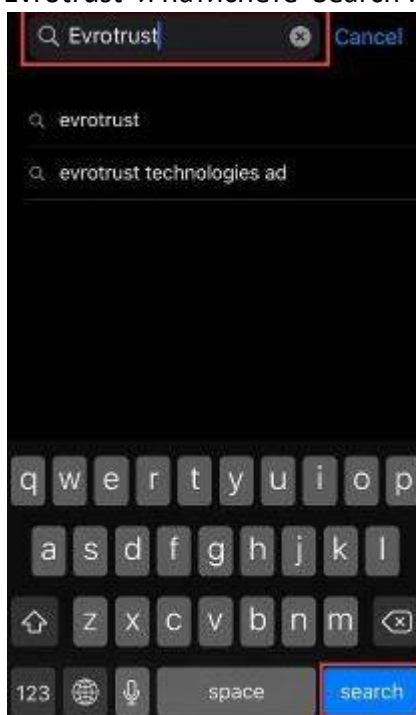 Evrotrust Cancel
evrotrust
evrotrust technologies ad
q w e r t y u i o p
a s d f g h j k l
z x c v b n m
123 space search